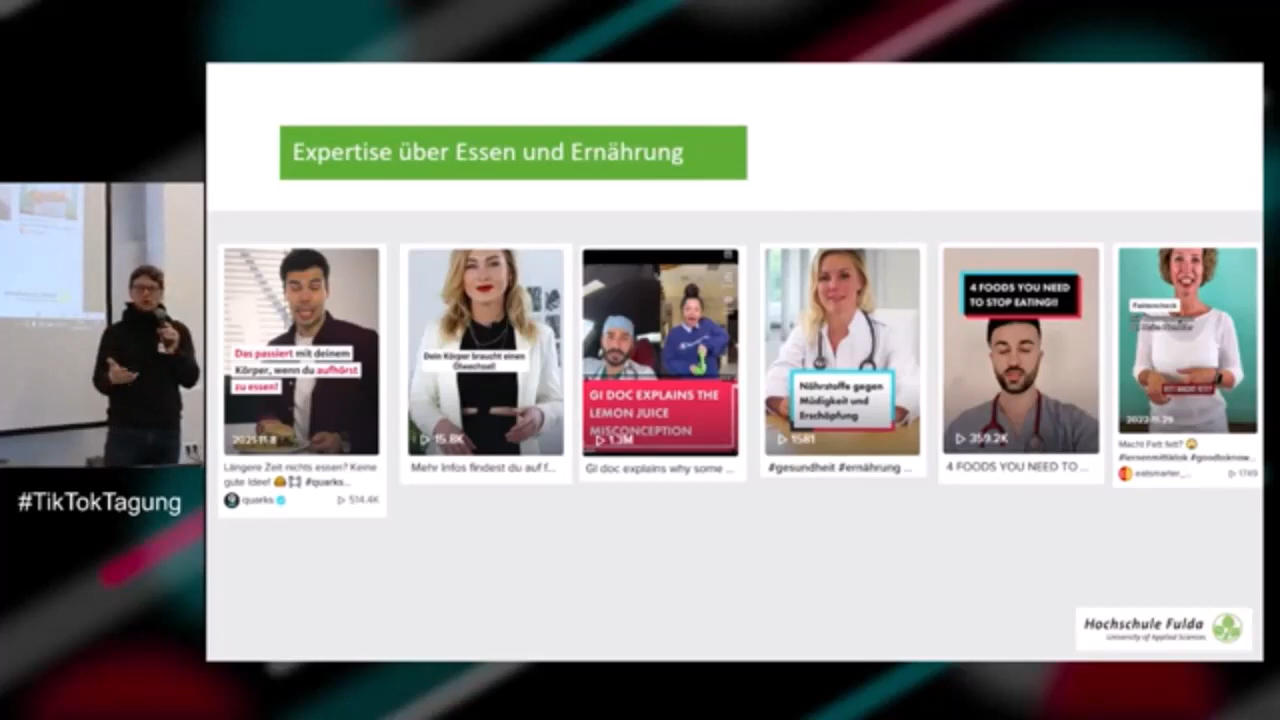 Expertise über Essen und Ernährung
Das passiert mit deinem
Körper, wenn du aufhörst
zu essen!
2021-11-8
Längere Zeit nichts essen? Keine
gute Idee! #quarks...
quarks
514.4K
Dein Körper braucht einen
Ölwechsel!
15.8K
Mehr Infos findest du auf f...
GI DOC EXPLAINS THE
LEMON JUICE
MISCONCEPTION
GI doc explains why some ...
Nährstoffe gegen
Müdigkeit und
Erschöpfung
1581
#gesundheit #ernährung ...
4 FOODS YOU NEED
TO STOP EATING!!
359.2K
4 FOODS YOU NEED TO ...
Faktencheck
2022-11-29
Macht Fett fett?
#lernenmittiktok #goodtoknow...
eatsmarter_...
1749
#TikTokTagung
Hochschule Fulda
University of Applied Sciences